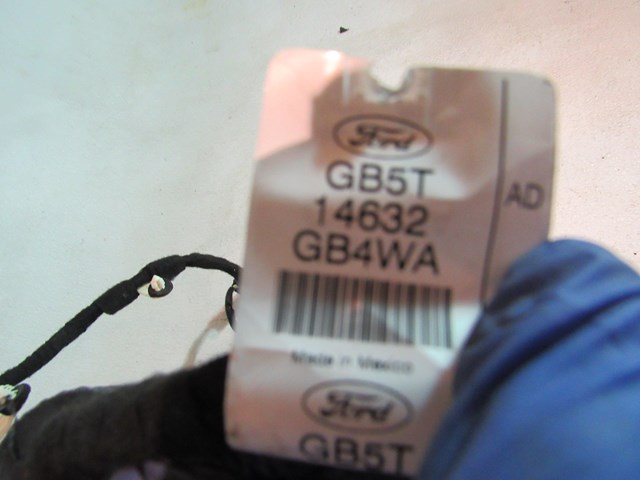 Ford
GB5T
14632
GB4WA
AD
Made in Mexico
Ford
GB5T